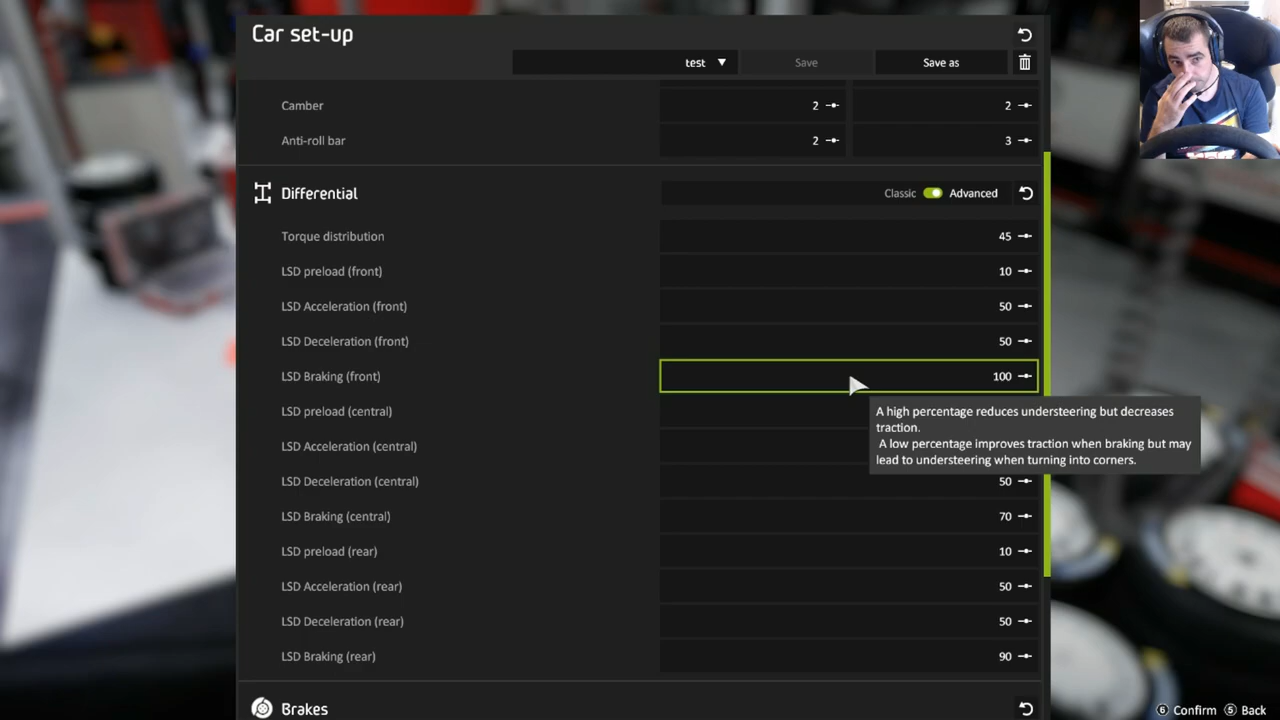 Car set-up
test Save Save as
Camber 2 2
Anti-roll bar 2 3
Differential Classic Advanced
Torque distribution 45
LSD preload (front) 10
LSD Acceleration (front) 50
LSD Deceleration (front) 50
LSD Braking (front) 100
LSD preload (central)
A high percentage reduces understeering but decreases
traction.
A low percentage improves traction when braking but may
lead to understeering when turning into corners.
LSD Acceleration (central)
LSD Deceleration (central) 50
LSD Braking (central) 70
LSD preload (rear) 10
LSD Acceleration (rear) 50
LSD Deceleration (rear) 50
LSD Braking (rear) 90
Brakes
6 Confirm 5 Back